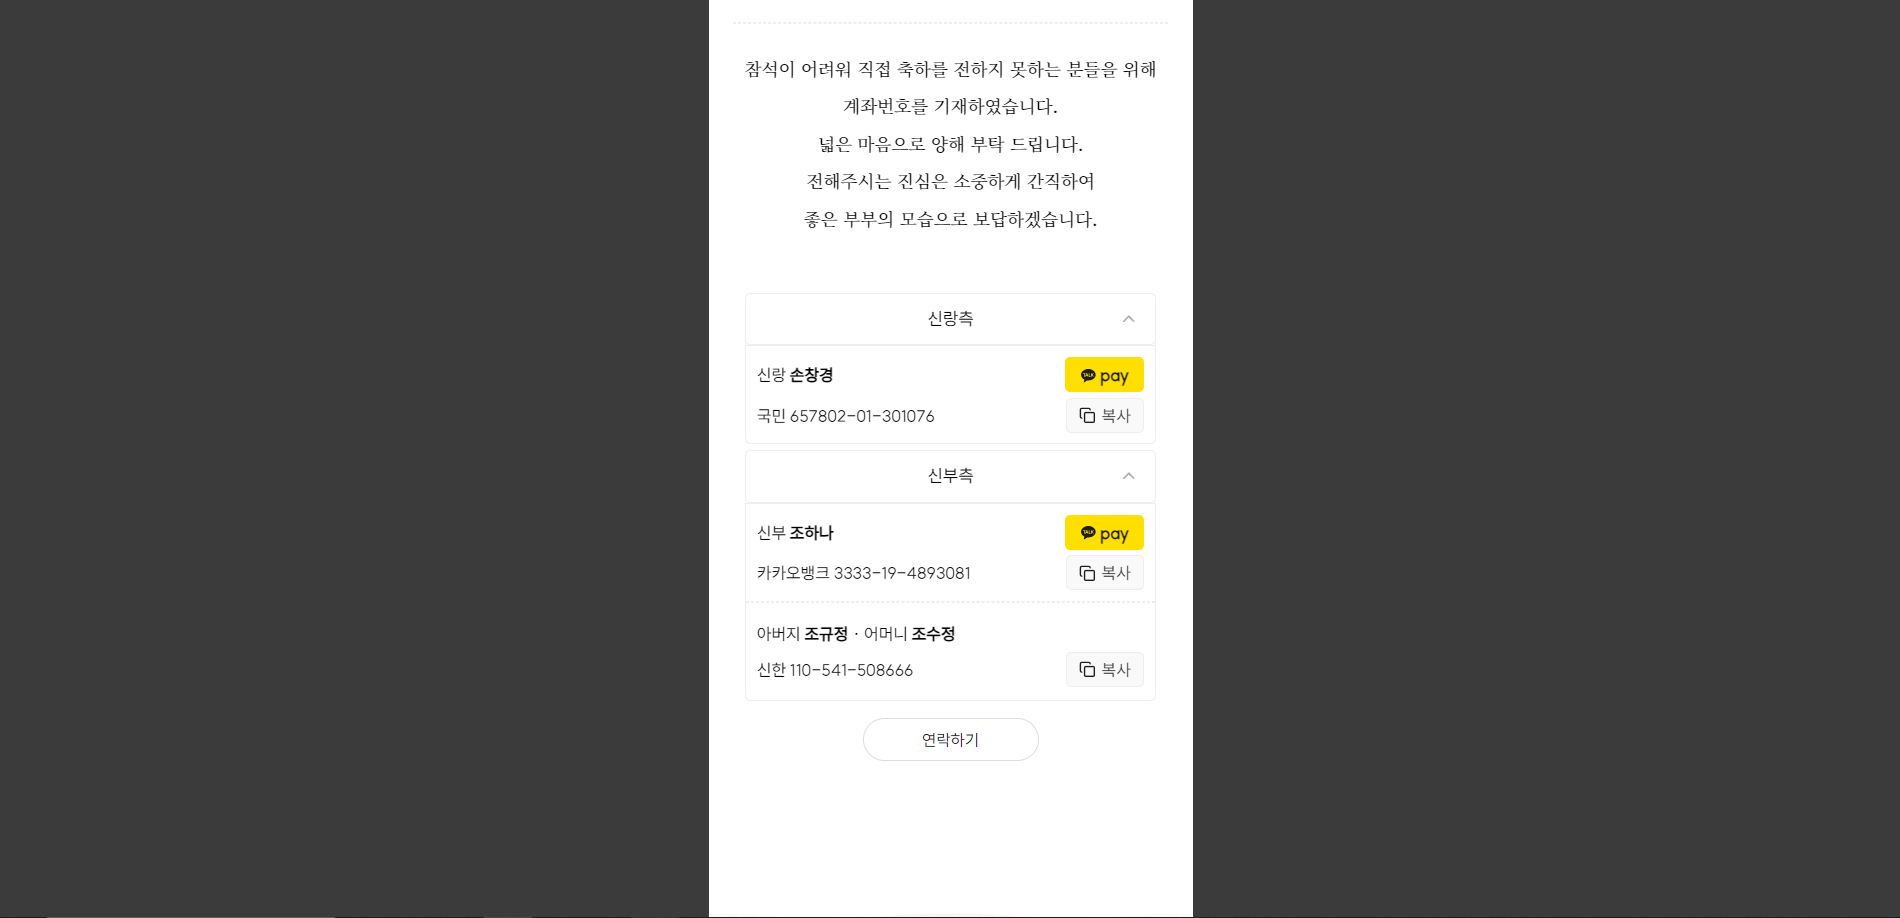 참석이 어려워 직접 축하를 전하지 못하는 분들을 위해
계좌번호를 기재하였습니다.
넓은 마음으로 양해 부탁 드립니다.
전해주시는 진심은 소중하게 간직하여
좋은 부부의 모습으로 보답하겠습니다.
신랑측
신랑 손창경
TALK pay
국민 657802-01-301076
복사
신부측
신부 조하나
TALK pay
카카오뱅크 3333-19-4893081
복사
아버지 조규정 · 어머니 조수정
신한 110-541-508666
복사
연락하기